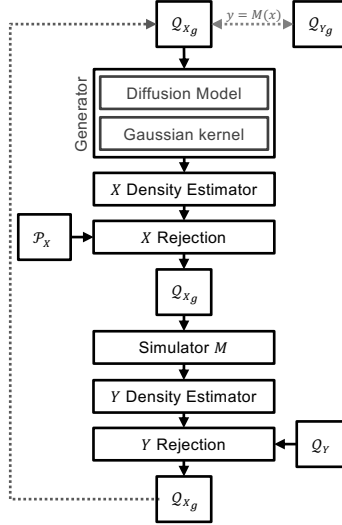 𝒬_{X_g}
y = M(x)
𝒬_{Y_g}
Generator
Diffusion Model
Gaussian kernel
X Density Estimator
𝒫_X
X Rejection
𝒬_{X_g}
Simulator M
Y Density Estimator
Y Rejection
𝒬_Y
𝒬_{X_g}